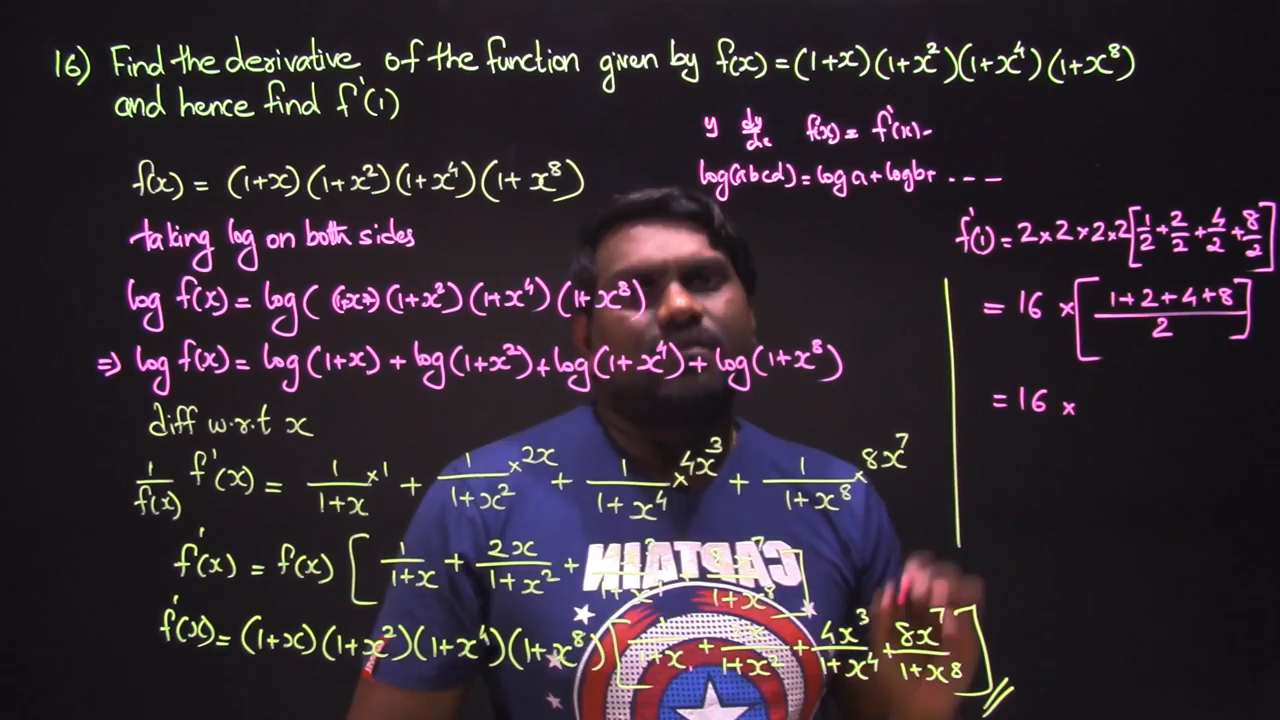 16) Find the derivative of the function given by f(x) = (1+x)(1+x²)(1+x⁴)(1+x⁸)
and hence find f'(1)
y dy/dx f(x) = f'(x)-
log(abcd) = log a + log b + - - -
f(x) = (1+x)(1+x²)(1+x⁴)(1+x⁸)
taking log on both sides
log f(x) = log( (1+x)(1+x²)(1+x⁴)(1+x⁸)
⇒ log f(x) = log(1+x) + log(1+x²) + log(1+x⁴) + log(1+x⁸)
diff w.r.t x
1/f(x) f'(x) = 1/(1+x) ×1 + 1/(1+x²) ×2x + 1/(1+x⁴) ×4x³ + 1/(1+x⁸) ×8x⁷
f'(x) = f(x) [ 1/(1+x) + 2x/(1+x²) +
f'(x) = (1+x)(1+x²)(1+x⁴)(1+x⁸) [ 1/(1+x) + 2x/(1+x²) + 4x³/(1+x⁴) + 8x⁷/(1+x⁸) ]
f'(1) = 2×2×2×2 [ 1/2 + 2/2 + 4/2 + 8/2 ]
= 16 × [ (1+2+4+8)/2 ]
= 16 ×
CAPTAIN